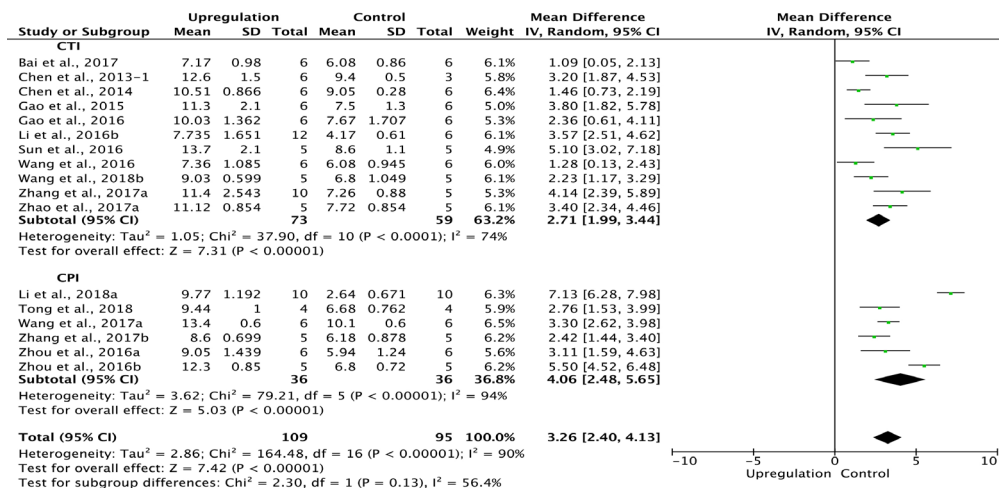 Upregulation Control Mean Difference Mean Difference
Study or Subgroup Mean SD Total Mean SD Total Weight IV, Random, 95% CI IV, Random, 95% CI
CTI
Bai et al., 2017 7.17 0.98 6 6.08 0.86 6 6.1% 1.09 [0.05, 2.13]
Chen et al., 2013-1 12.6 1.5 6 9.4 0.5 3 5.8% 3.20 [1.87, 4.53]
Chen et al., 2014 10.51 0.866 6 9.05 0.28 6 6.4% 1.46 [0.73, 2.19]
Gao et al., 2015 11.3 2.1 6 7.5 1.3 6 5.0% 3.80 [1.82, 5.78]
Gao et al., 2016 10.03 1.362 6 7.67 1.707 6 5.3% 2.36 [0.61, 4.11]
Li et al., 2016b 7.735 1.651 12 4.17 0.61 6 6.1% 3.57 [2.51, 4.62]
Sun et al., 2016 13.7 2.1 5 8.6 1.1 5 4.9% 5.10 [3.02, 7.18]
Wang et al., 2016 7.36 1.085 6 6.08 0.945 6 6.0% 1.28 [0.13, 2.43]
Wang et al., 2018b 9.03 0.599 5 6.8 1.049 5 6.1% 2.23 [1.17, 3.29]
Zhang et al., 2017a 11.4 2.543 10 7.26 0.88 5 5.3% 4.14 [2.39, 5.89]
Zhao et al., 2017a 11.12 0.854 5 7.72 0.854 5 6.1% 3.40 [2.34, 4.46]
Subtotal (95% CI) 73 59 63.2% 2.71 [1.99, 3.44]
Heterogeneity: Tau² = 1.05; Chi² = 37.90, df = 10 (P < 0.0001); I² = 74%
Test for overall effect: Z = 7.31 (P < 0.00001)
CPI
Li et al., 2018a 9.77 1.192 10 2.64 0.671 10 6.3% 7.13 [6.28, 7.98]
Tong et al., 2018 9.44 1 4 6.68 0.762 4 5.9% 2.76 [1.53, 3.99]
Wang et al., 2017a 13.4 0.6 6 10.1 0.6 6 6.5% 3.30 [2.62, 3.98]
Zhang et al., 2017b 8.6 0.699 5 6.18 0.878 5 6.2% 2.42 [1.44, 3.40]
Zhou et al., 2016a 9.05 1.439 6 5.94 1.24 6 5.6% 3.11 [1.59, 4.63]
Zhou et al., 2016b 12.3 0.85 5 6.8 0.72 5 6.2% 5.50 [4.52, 6.48]
Subtotal (95% CI) 36 36 36.8% 4.06 [2.48, 5.65]
Heterogeneity: Tau² = 3.62; Chi² = 79.21, df = 5 (P < 0.00001); I² = 94%
Test for overall effect: Z = 5.03 (P < 0.00001)
Total (95% CI) 109 95 100.0% 3.26 [2.40, 4.13]
Heterogeneity: Tau² = 2.86; Chi² = 164.48, df = 16 (P < 0.00001); I² = 90%
Test for overall effect: Z = 7.42 (P < 0.00001)
Test for subgroup differences: Chi² = 2.30, df = 1 (P = 0.13), I² = 56.4%
-10 -5 0 5 10
Upregulation Control